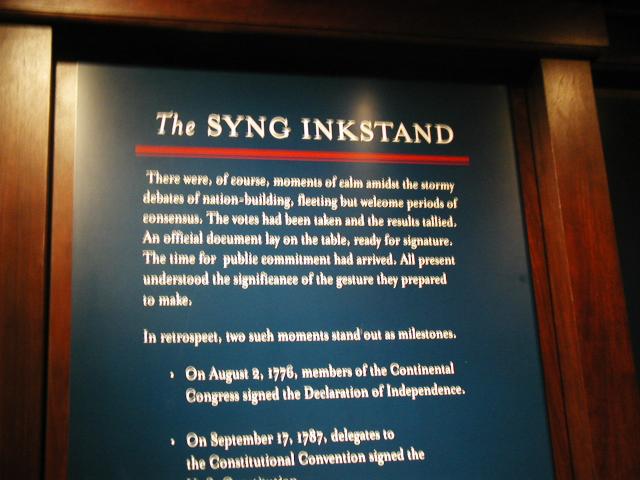 The SYNG INKSTAND
There were, of course, moments of calm amidst the stormy
debates of nation-building, fleeting but welcome periods of
consensus. The votes had been taken and the results tallied.
An official document lay on the table, ready for signature.
The time for public commitment had arrived. All present
understood the significance of the gesture they prepared
to make.
In retrospect, two such moments stand out as milestones.
› On August 2, 1776, members of the Continental
Congress signed the Declaration of Independence.
› On September 17, 1787, delegates to
the Constitutional Convention signed the